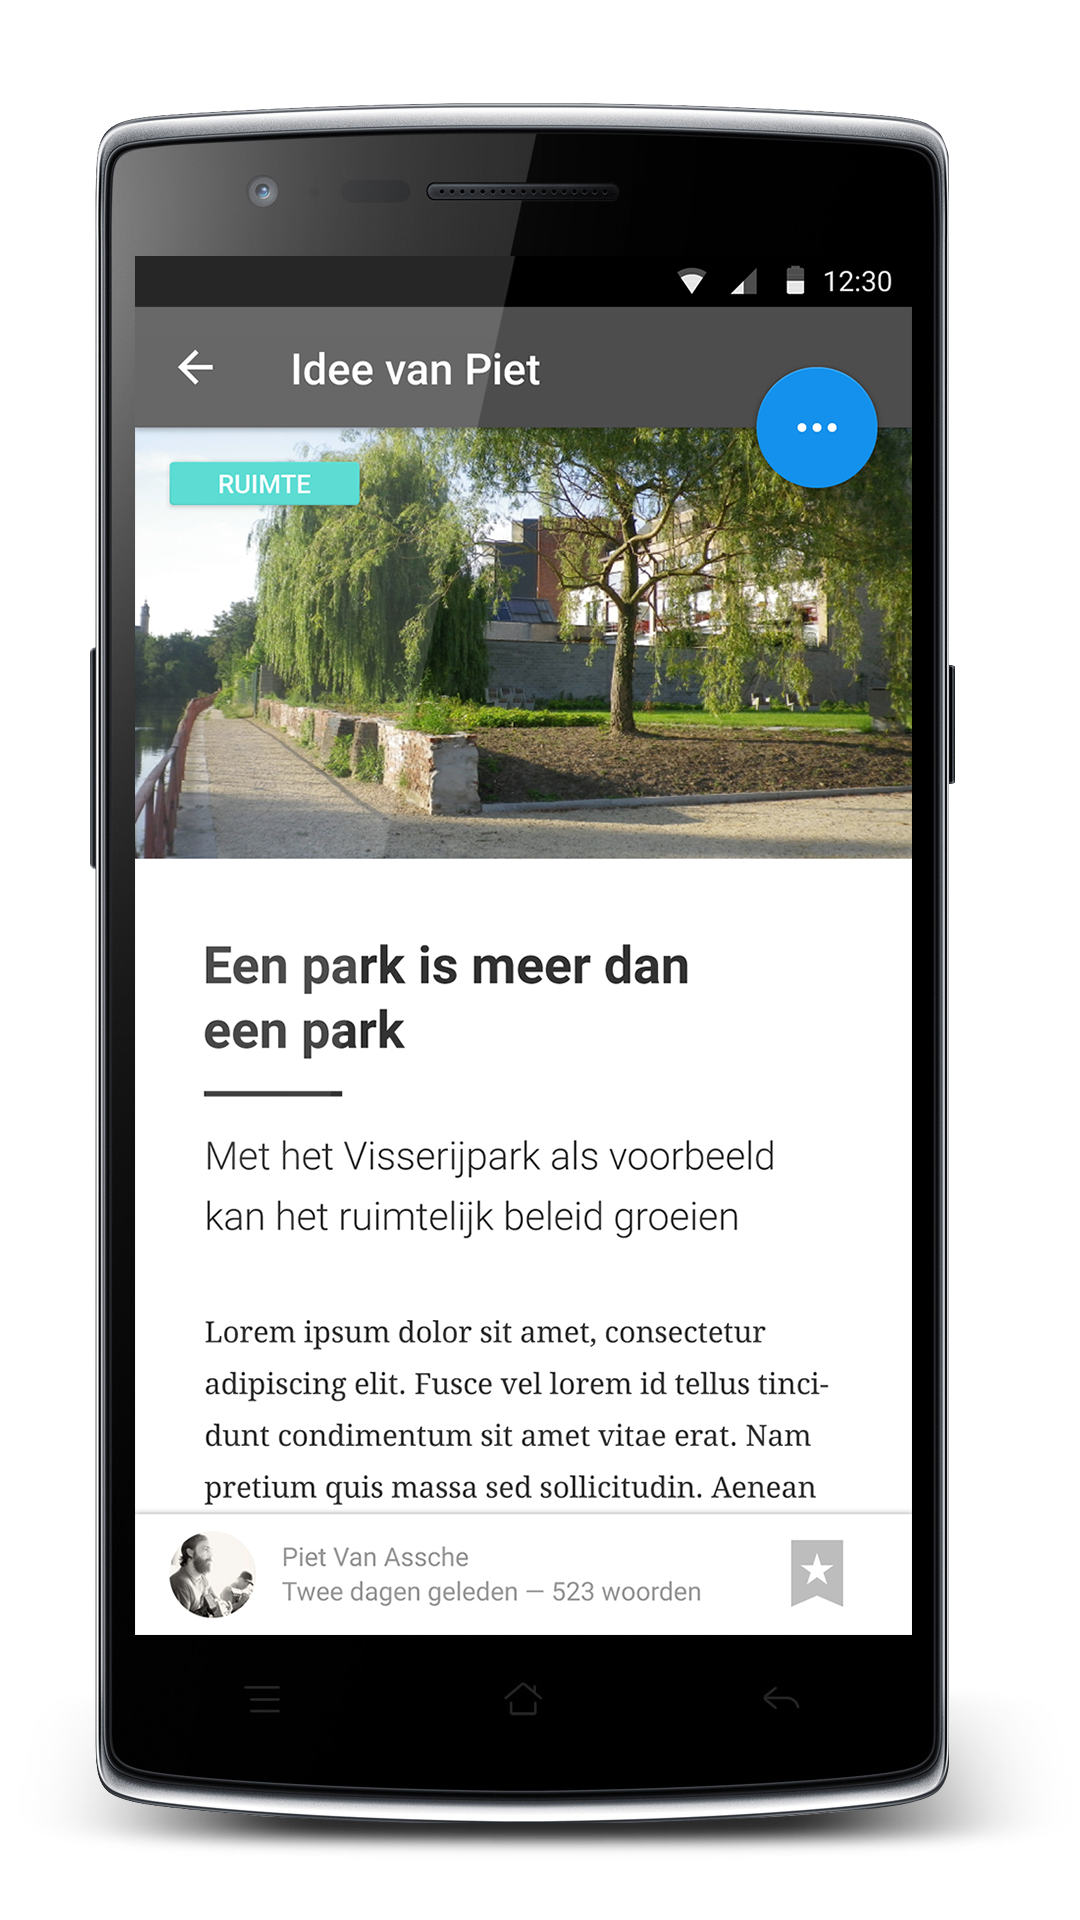 12:30
Idee van Piet
RUIMTE
Een park is meer dan
een park
Met het Visserijpark als voorbeeld
kan het ruimtelijk beleid groeien
Lorem ipsum dolor sit amet, consectetur
adipiscing elit. Fusce vel lorem id tellus tinci-
dunt condimentum sit amet vitae erat. Nam
pretium quis massa sed sollicitudin. Aenean
Piet Van Assche
Twee dagen geleden — 523 woorden